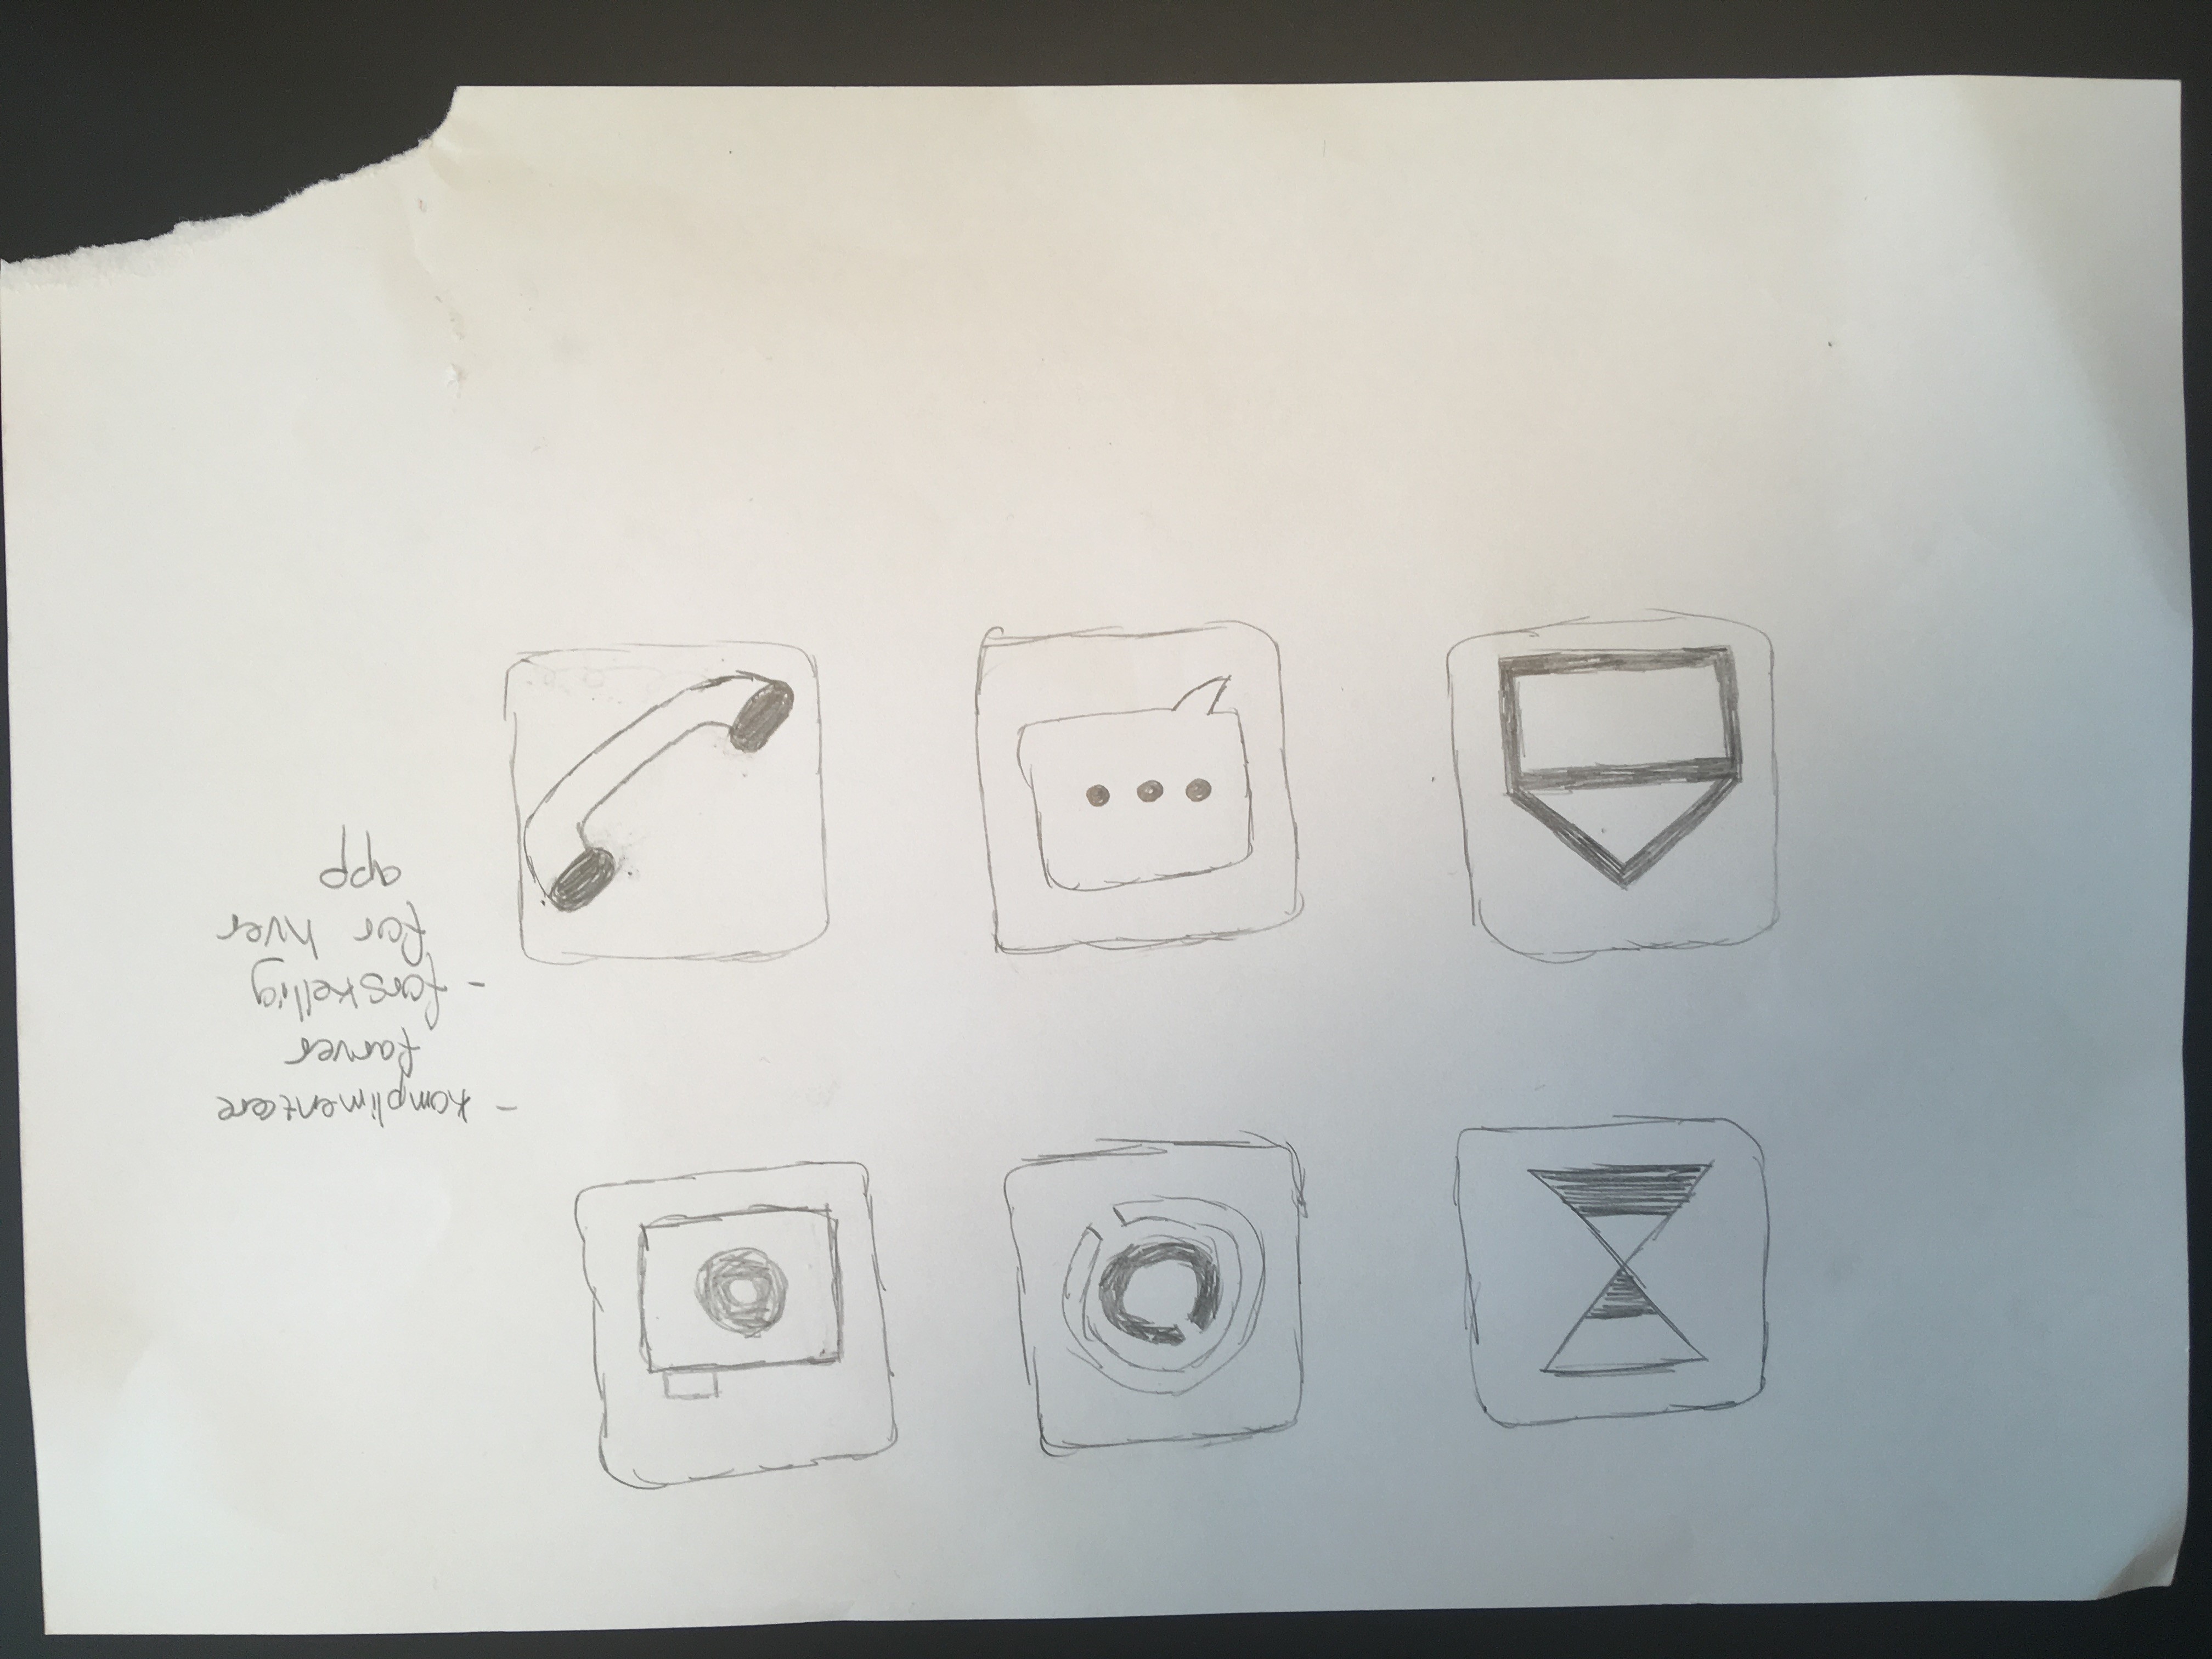 - komplimentære
farver
- forskellig
for hver
app